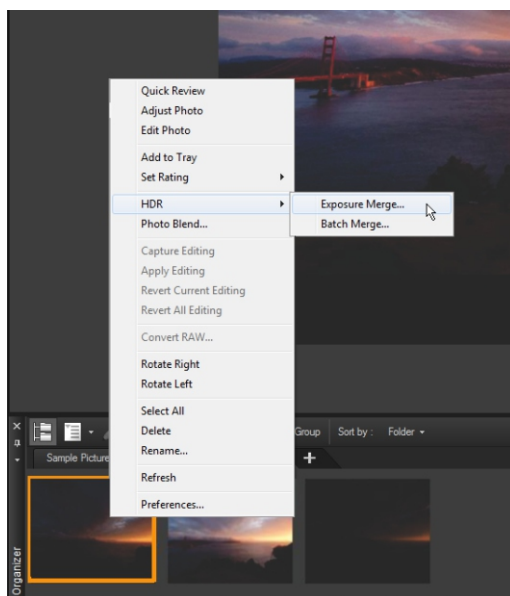 Quick Review
Adjust Photo
Edit Photo
Add to Tray
Set Rating
HDR
Exposure Merge...
Photo Blend...
Batch Merge...
Capture Editing
Apply Editing
Revert Current Editing
Revert All Editing
Convert RAW...
Rotate Right
Rotate Left
Select All
Delete
Rename...
Refresh
Preferences...
Group Sort by : Folder
Sample Picture
Organizer